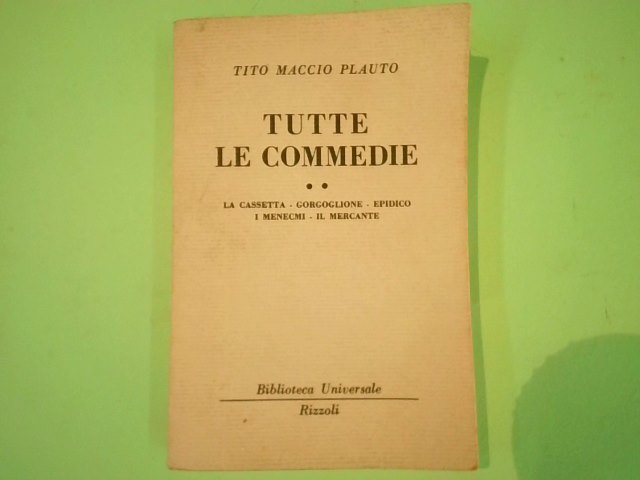 TITO MACCIO PLAUTO
TUTTE
LE COMMEDIE
• •
LA CASSETTA - GORGOGLIONE - EPIDICO
I MENECMI - IL MERCANTE
Biblioteca Universale
Rizzoli